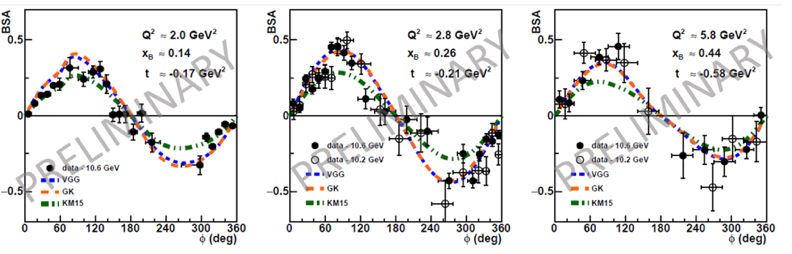 BSA
0.5
0
−0.5
Q² ≈ 2.0 GeV²
x_B ≈ 0.14
t ≈ -0.17 GeV²
PRELIMINARY
data - 10.6 GeV
VGG
GK
KM15
0 60 120 180 240 300 360
ϕ (deg)
BSA
0.5
0
−0.5
Q² ≈ 2.8 GeV²
x_B ≈ 0.26
t ≈ -0.21 GeV²
PRELIMINARY
data - 10.6 GeV
data - 10.2 GeV
VGG
GK
KM15
0 60 120 180 240 300 360
ϕ (deg)
BSA
0.5
0
−0.5
Q² ≈ 5.8 GeV²
x_B ≈ 0.44
t ≈ -0.58 GeV²
PRELIMINARY
data - 10.6 GeV
data - 10.2 GeV
VGG
GK
KM15
0 60 120 180 240 300 360
ϕ (deg)